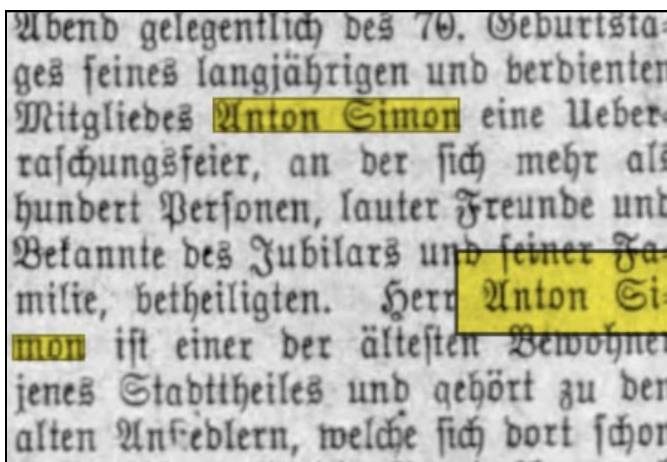 Abend gelegentlich des 70. Geburtsta-
ges seines langjährigen und verdienten
Mitgliedes Anton Simon eine Ueber-
raschungsfeier, an der sich mehr als
hundert Personen, lauter Freunde und
Bekannte des Jubilars und seiner Fa-
milie, betheiligten. Herr Anton Si-
mon ist einer der ältesten Bewohner
jenes Stadttheiles und gehört zu den
alten Ansiedlern, welche sich dort schon